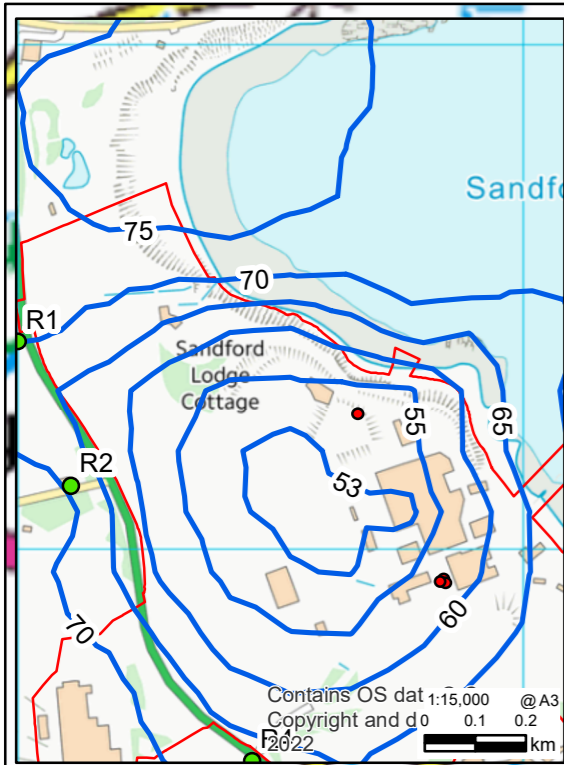 Sandfo
75
70
R1
Sandford
Lodge
Cottage
55
65
R2
53
60
70
Contains OS dat
1:15,000 @A3
Copyright and d
0 0.1 0.2
2022
km